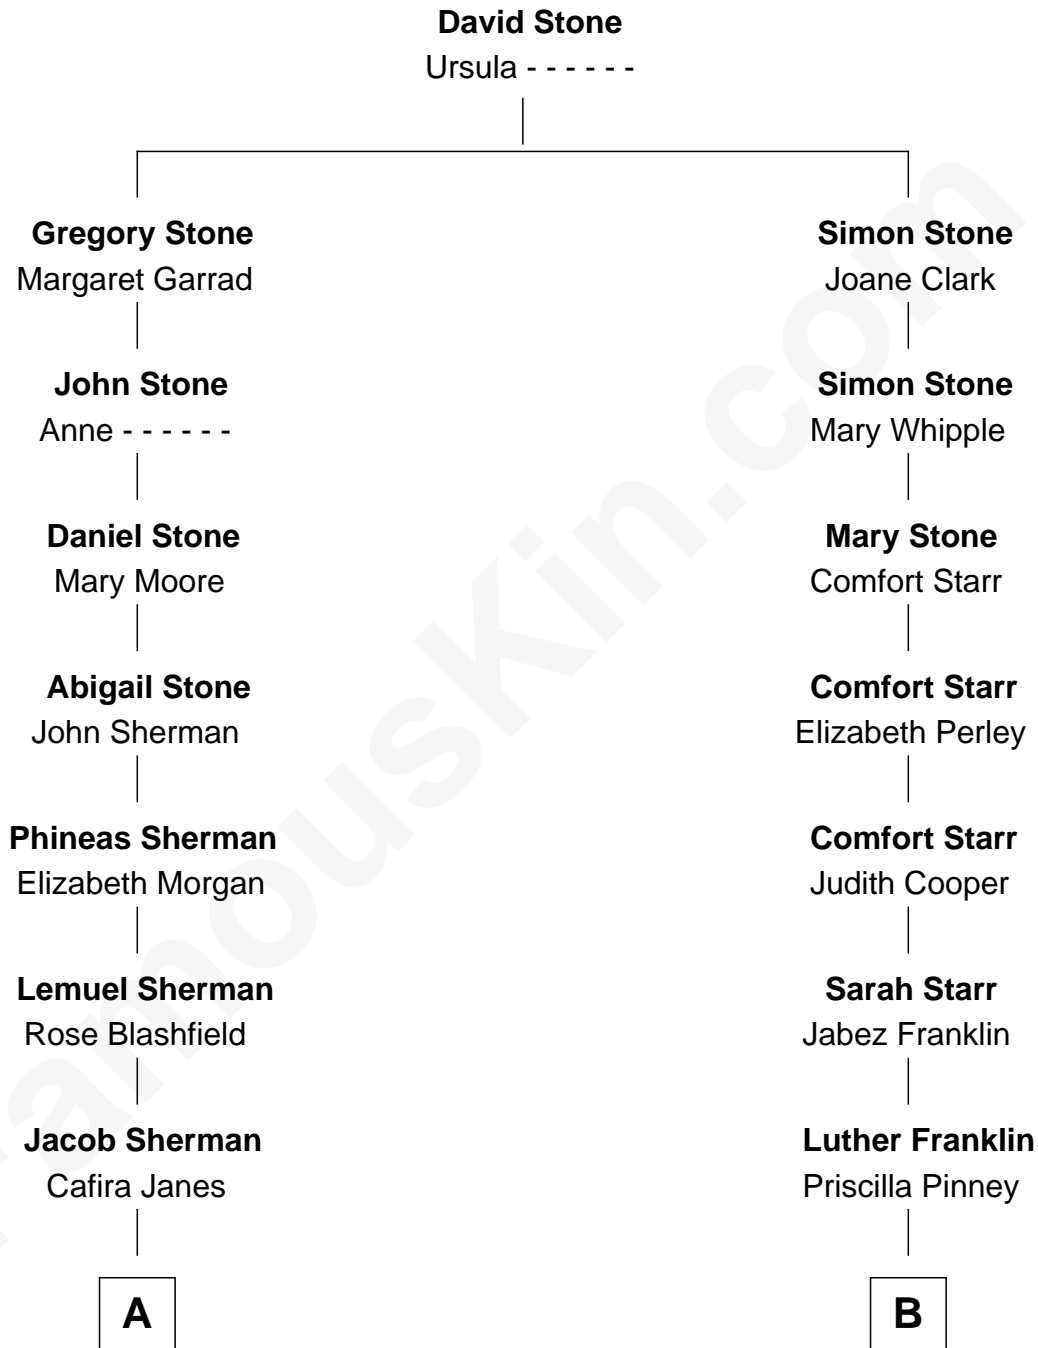 David Stone
Ursula - - - - - -
Gregory Stone
Margaret Garrad
Simon Stone
Joane Clark
John Stone
Anne - - - - - -
Simon Stone
Mary Whipple
Daniel Stone
Mary Moore
Mary Stone
Comfort Starr
Abigail Stone
John Sherman
Comfort Starr
Elizabeth Perley
Phineas Sherman
Elizabeth Morgan
Comfort Starr
Judith Cooper
Lemuel Sherman
Rose Blashfield
Sarah Starr
Jabez Franklin
Jacob Sherman
Cafira Janes
Luther Franklin
Priscilla Pinney
A
B
FamousKin.com